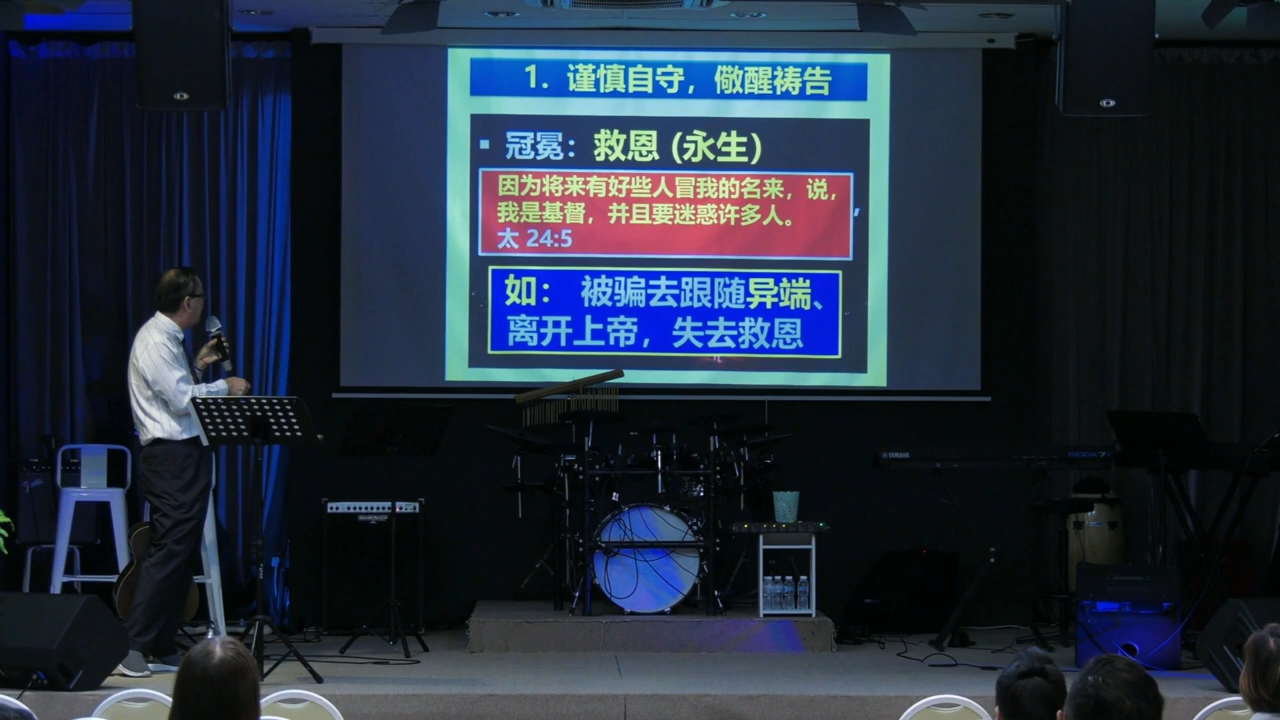 1. 谨慎自守，儆醒祷告
▪ 冠冕：救恩 (永生)
因为将来有好些人冒我的名来，说，
我是基督，并且要迷惑许多人。
太 24:5
如： 被骗去跟随异端、
离开上帝，失去救恩
YAMAHA